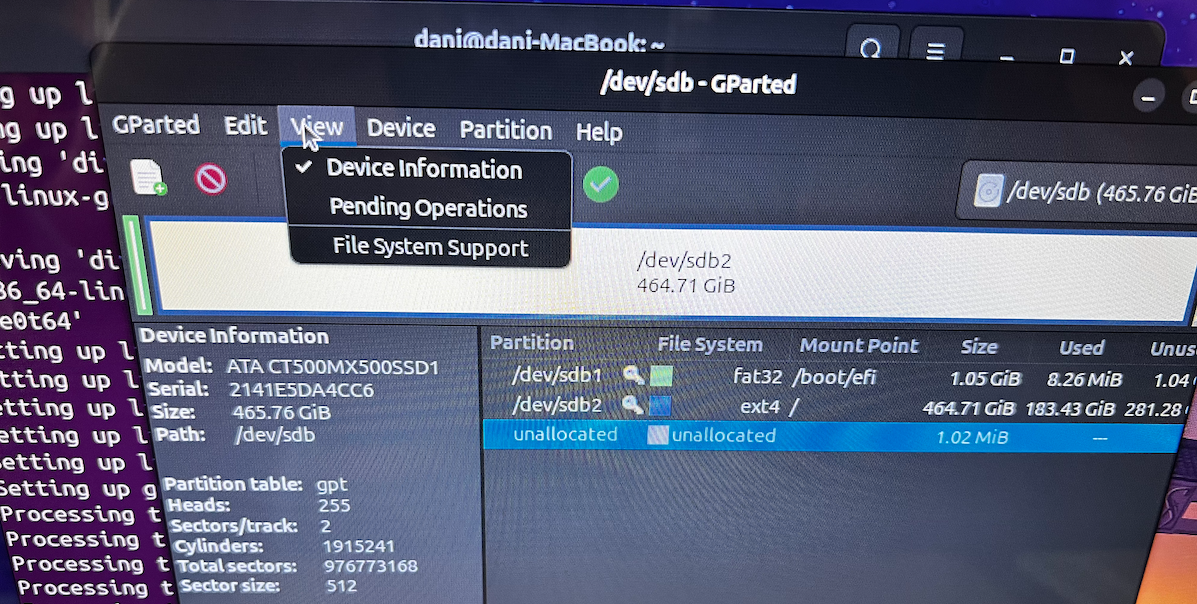 dani@dani-MacBook: ~
/dev/sdb - GParted
GParted Edit View Device Partition Help
Device Information
Pending Operations
File System Support
/dev/sdb (465.76 GiB
/dev/sdb2
464.71 GiB
g up l
ng up l
ing 'di
linux-g
ving 'di
86_64-lin
e0t64'
tting up l
tting up l
etting up l
etting up l
Setting up l
Setting up g
Processing t
Processing t
Processing t
Processing t
Device Information
Model: ATA CT500MX500SSD1
Serial: 2141E5DA4CC6
Size: 465.76 GiB
Path: /dev/sdb
Partition table: gpt
Heads: 255
Sectors/track: 2
Cylinders: 1915241
Total sectors: 976773168
Sector size: 512
Partition File System Mount Point Size Used Unus
/dev/sdb1 fat32 /boot/efi 1.05 GiB 8.26 MiB 1.04
/dev/sdb2 ext4 / 464.71 GiB 183.43 GiB 281.28
unallocated unallocated 1.02 MiB ---